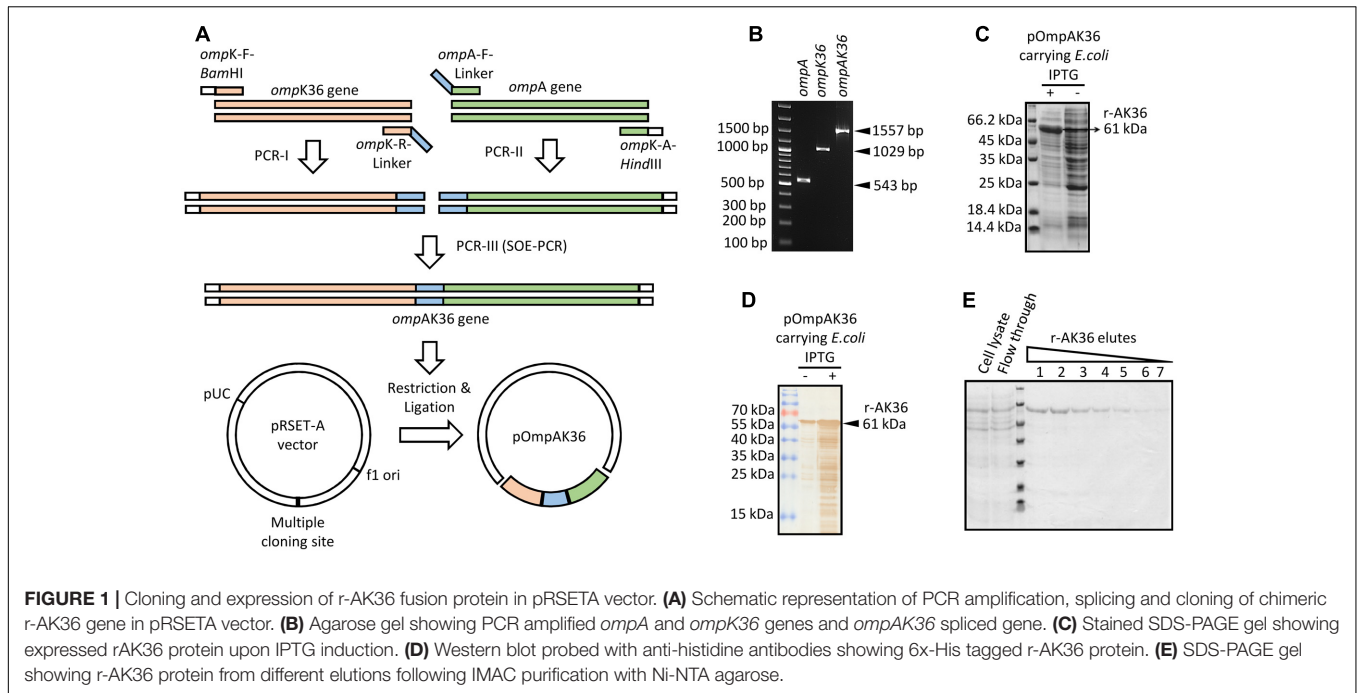 A
ompK-F-
BamHI
ompK36 gene
ompA-F-
Linker
ompA gene
ompK-R-
Linker
ompK-A-
HindIII
PCR-I
PCR-II
PCR-III (SOE-PCR)
ompAK36 gene
Restriction &
Ligation
pUC
pRSET-A
vector
f1 ori
Multiple
cloning site
pOmpAK36
B
ompA
ompK36
ompAK36
1500 bp
1000 bp
500 bp
300 bp
200 bp
100 bp
1557 bp
1029 bp
543 bp
C
pOmpAK36
carrying E.coli
IPTG
+ -
66.2 kDa
45 kDa
35 kDa
25 kDa
18.4 kDa
14.4 kDa
r-AK36
61 kDa
D
pOmpAK36
carrying E.coli
IPTG
- +
70 kDa
55 kDa
40 kDa
35 kDa
25 kDa
15 kDa
r-AK36
61 kDa
E
Cell lysate
Flow through
r-AK36 elutes
1 2 3 4 5 6 7
FIGURE 1 | Cloning and expression of r-AK36 fusion protein in pRSETA vector. (A) Schematic representation of PCR amplification, splicing and cloning of chimeric
r-AK36 gene in pRSETA vector. (B) Agarose gel showing PCR amplified ompA and ompK36 genes and ompAK36 spliced gene. (C) Stained SDS-PAGE gel showing
expressed rAK36 protein upon IPTG induction. (D) Western blot probed with anti-histidine antibodies showing 6x-His tagged r-AK36 protein. (E) SDS-PAGE gel
showing r-AK36 protein from different elutions following IMAC purification with Ni-NTA agarose.